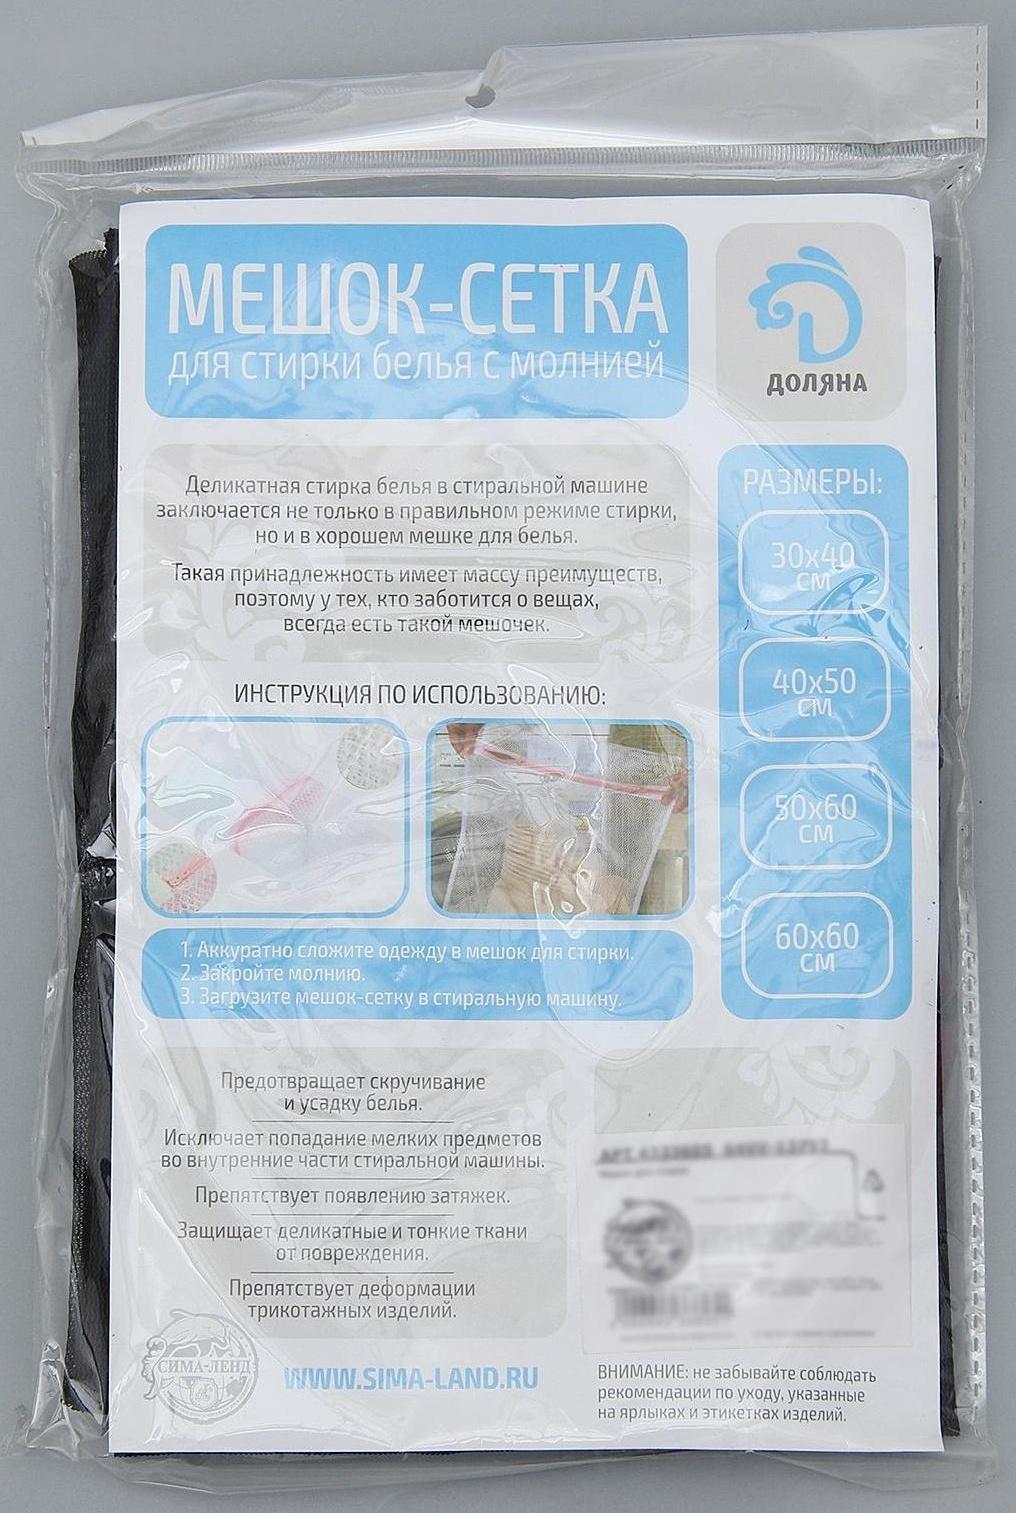 МЕШОК-СЕТКА
для стирки белья с молнией
ДОЛЯНА
Деликатная стирка белья в стиральной машине
заключается не только в правильном режиме стирки,
но и в хорошем мешке для белья.
Такая принадлежность имеет массу преимуществ,
поэтому у тех, кто заботится о вещах,
всегда есть такой мешочек.
РАЗМЕРЫ:
30х40
СМ
40х50
СМ
50х60
СМ
60х60
СМ
ИНСТРУКЦИЯ ПО ИСПОЛЬЗОВАНИЮ:
1. Аккуратно сложите одежду в мешок для стирки.
2. Закройте молнию.
3. Загрузите мешок-сетку в стиральную машину.
Предотвращает скручивание
и усадку белья.
Исключает попадание мелких предметов
во внутренние части стиральной машины.
Препятствует появлению затяжек.
Защищает деликатные и тонкие ткани
от повреждения.
Препятствует деформации
трикотажных изделий.
СИМА-ЛЕНД
WWW.SIMA-LAND.RU
ВНИМАНИЕ: не забывайте соблюдать
рекомендации по уходу, указанные
на ярлыках и этикетках изделий.